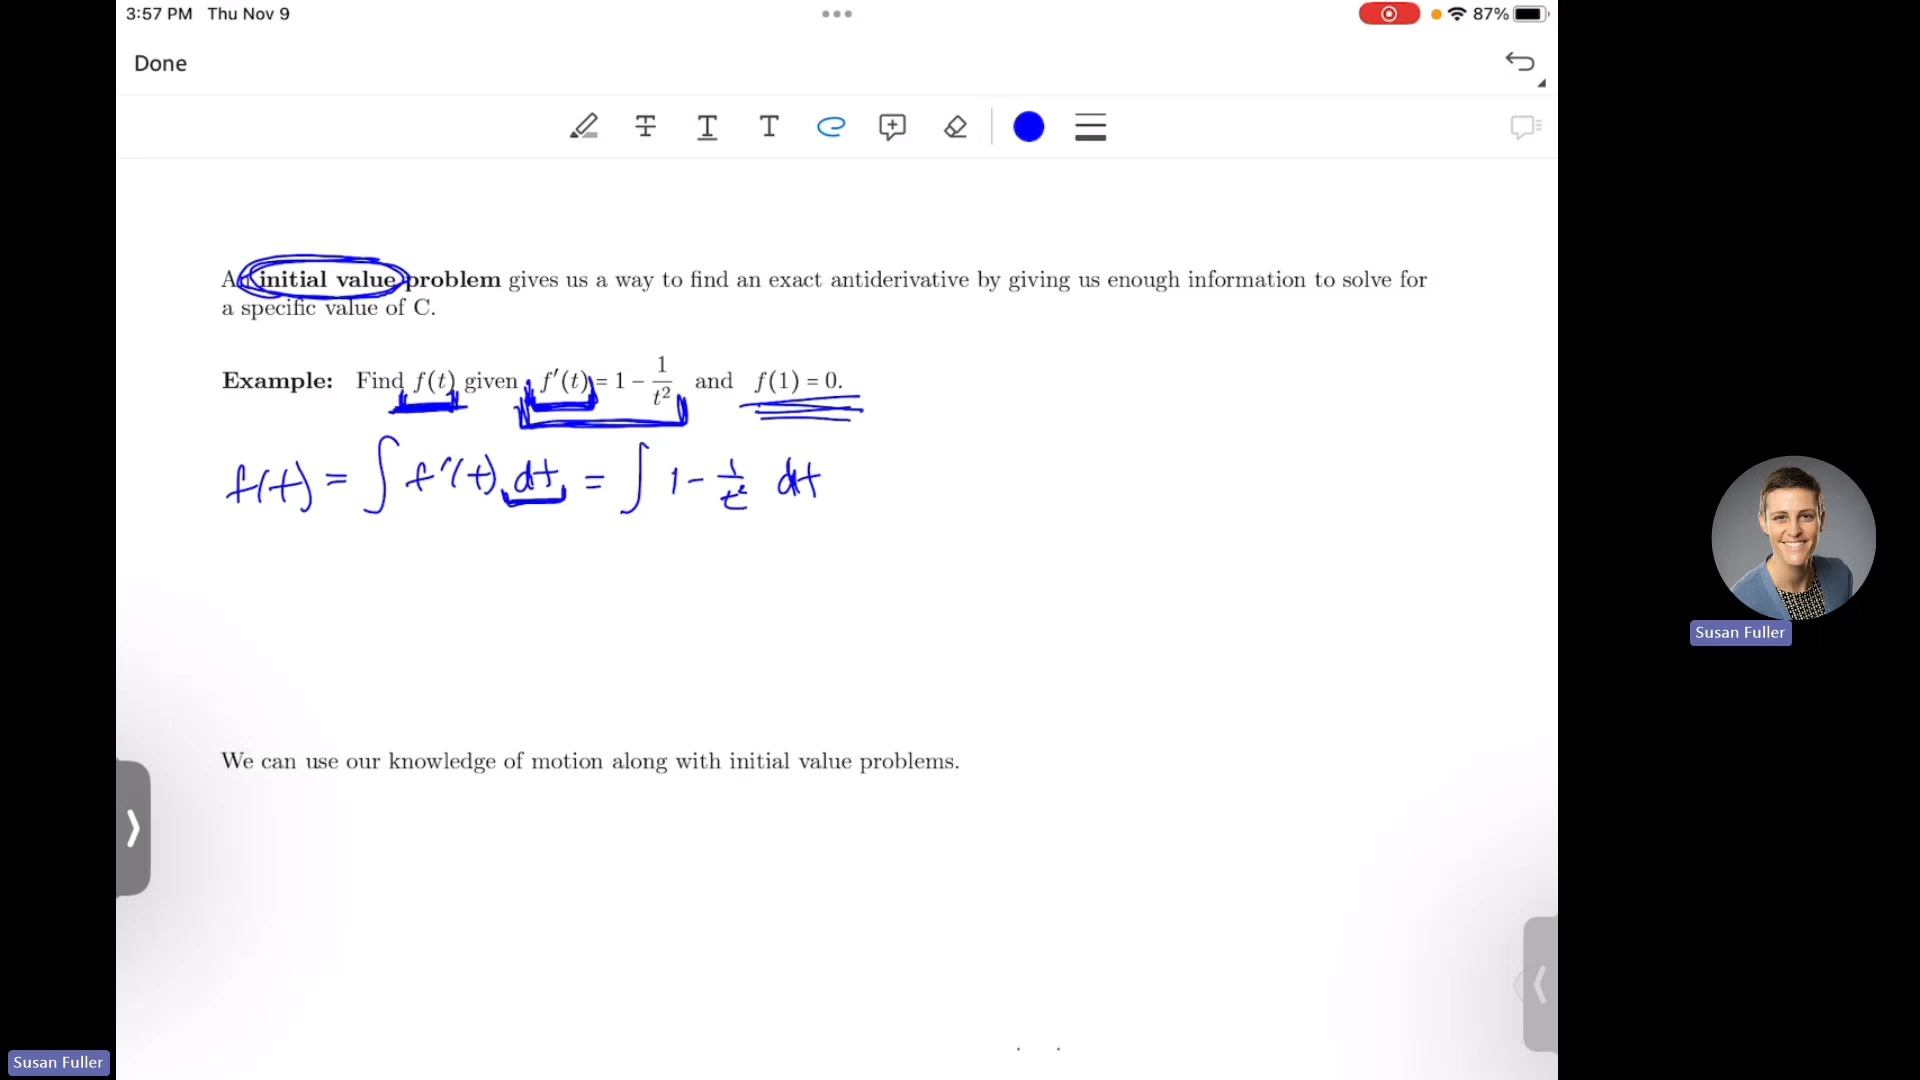 3:57 PM Thu Nov 9
87%
Done
An initial value problem gives us a way to find an exact antiderivative by giving us enough information to solve for
a specific value of C.
Example: Find f(t) given f′(t) = 1 − 1/t² and f(1) = 0.
f(t) = ∫ f′(t) dt = ∫ 1 − 1/t² dt
Susan Fuller
We can use our knowledge of motion along with initial value problems.
Susan Fuller